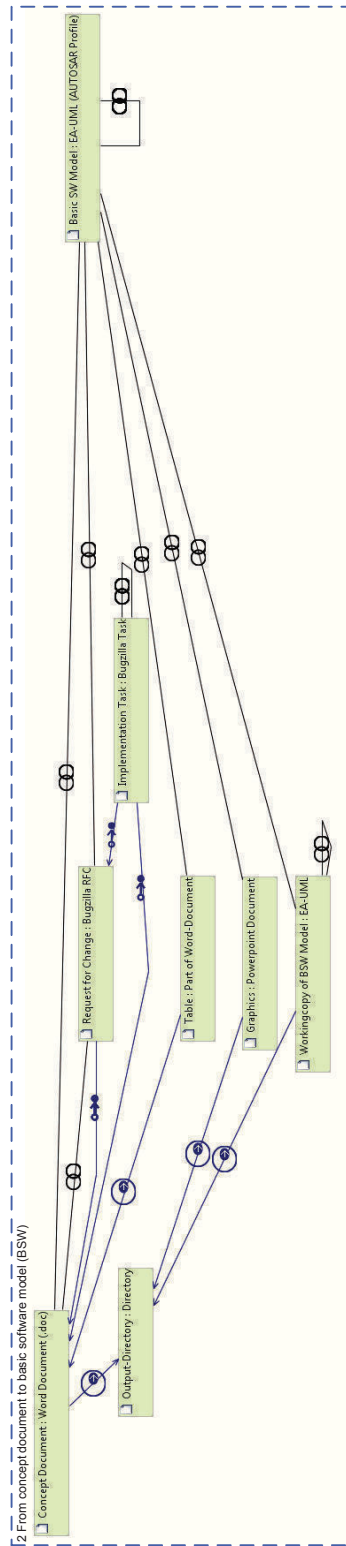 2 From concept document to basic software model (BSW)
Concept Document : Word Document (.doc)
Output-Directory : Directory
Request for Change : Bugzilla RFC
Table : Part of Word-Document
Graphics : Powerpoint Document
Workingcopy of BSW Model : EA-UML
Implementation Task : Bugzilla Task
Basic SW Model : EA-UML (AUTOSAR Profile)